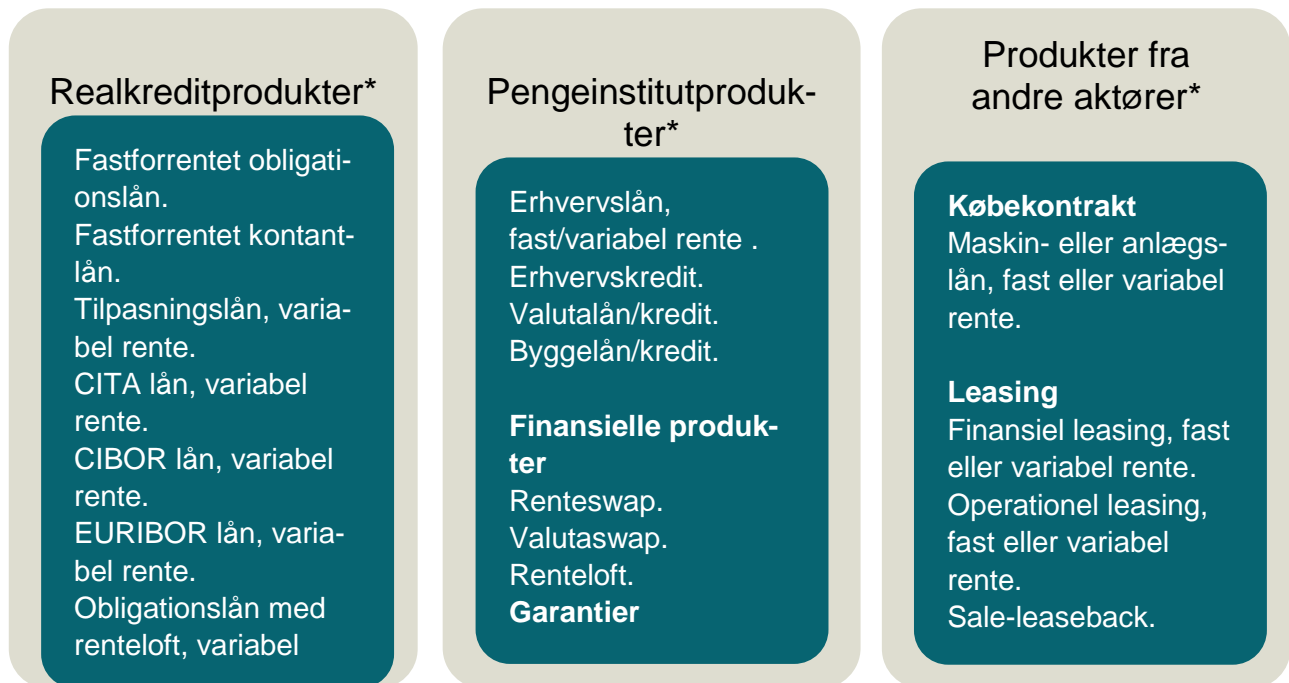 Realkreditprodukter*
Fastforrentet obligati-
onslån.
Fastforrentet kontant-
lån.
Tilpasningslån, varia-
bel rente.
CITA lån, variabel
rente.
CIBOR lån, variabel
rente.
EURIBOR lån, varia-
bel rente.
Obligationslån med
renteloft, variabel
Pengeinstitutproduk-
ter*
Erhvervslån,
fast/variabel rente .
Erhvervskredit.
Valutalån/kredit.
Byggelån/kredit.
Finansielle produk-
ter
Renteswap.
Valutaswap.
Renteloft.
Garantier
Produkter fra
andre aktører*
Købekontrakt
Maskin- eller anlægs-
lån, fast eller variabel
rente.
Leasing
Finansiel leasing, fast
eller variabel rente.
Operationel leasing,
fast eller variabel
rente.
Sale-leaseback.